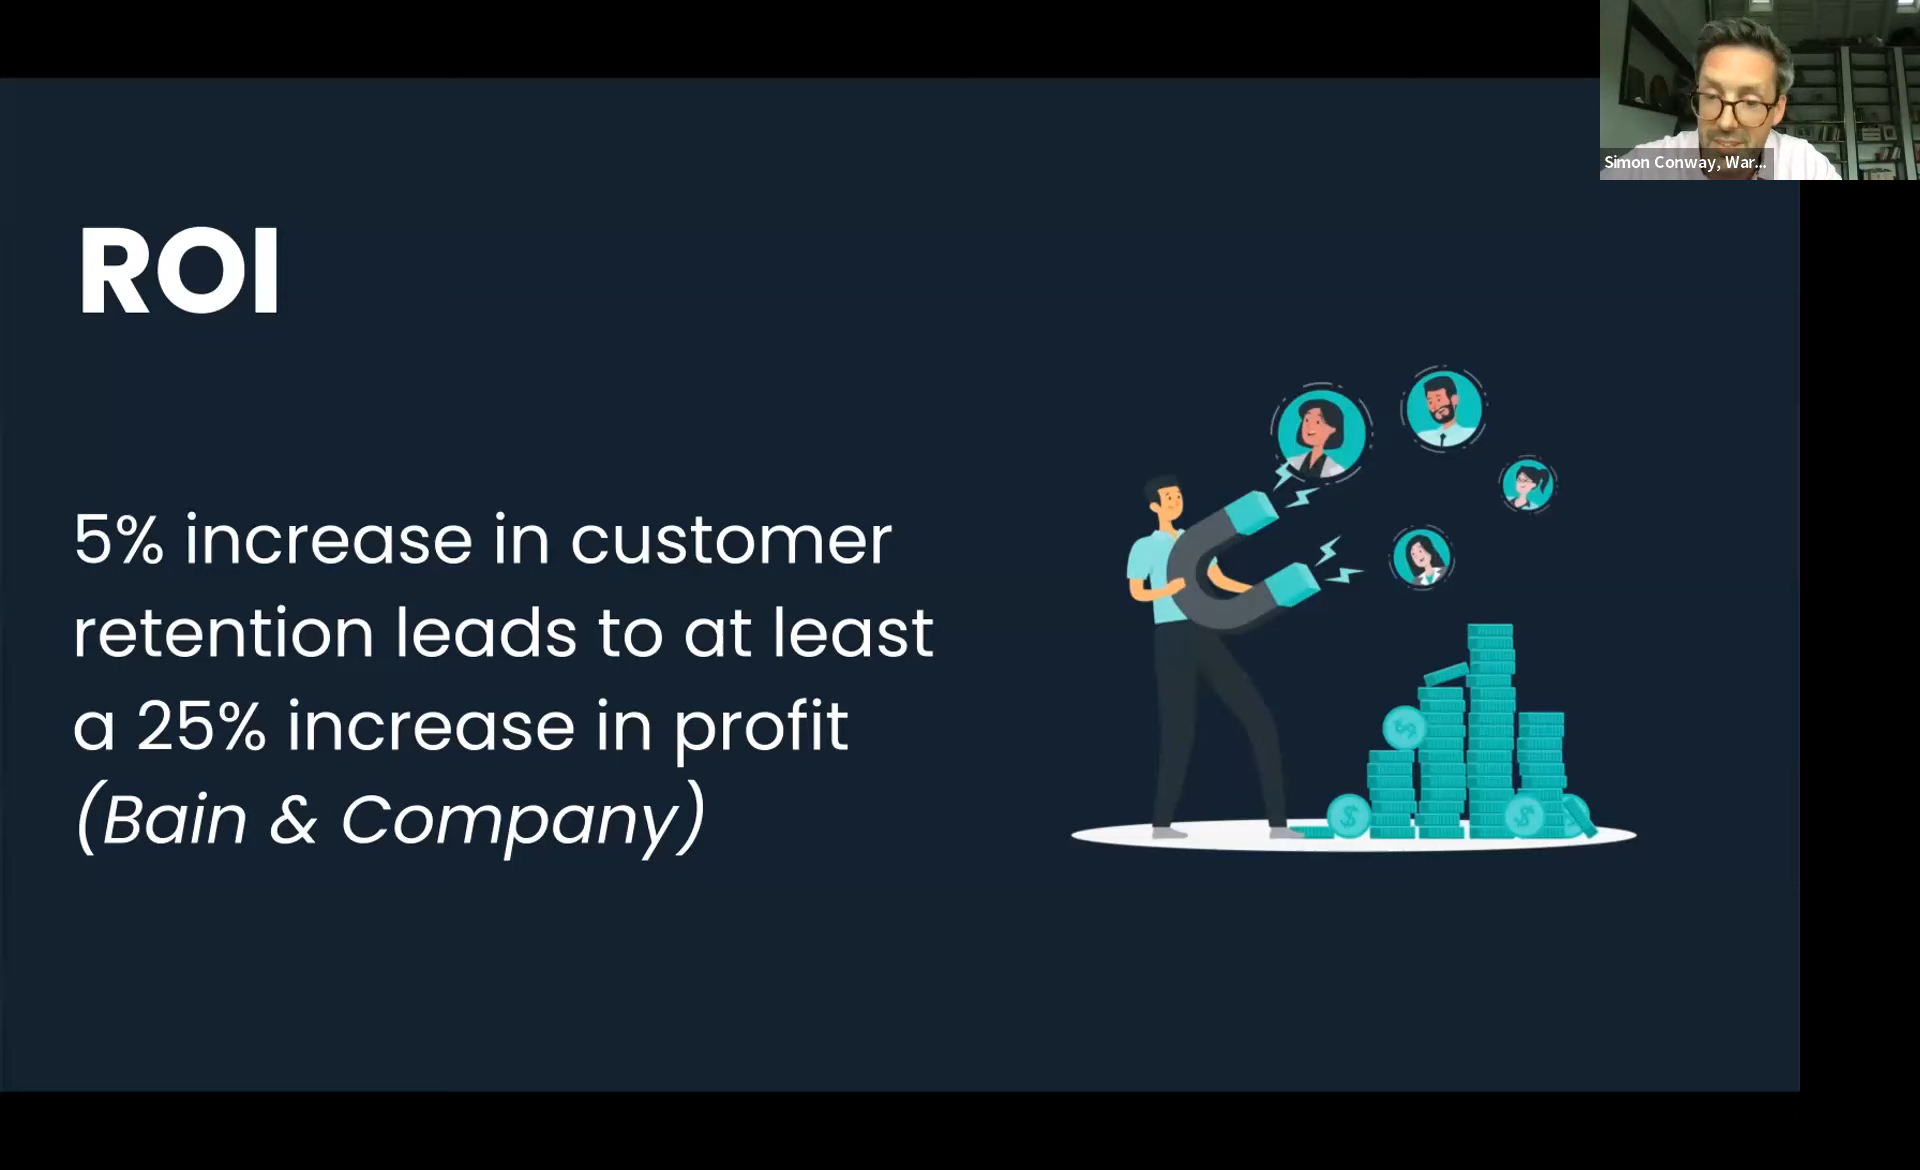 Simon Conway, War...
ROI
5% increase in customer
retention leads to at least
a 25% increase in profit
(Bain & Company)
$
$
$